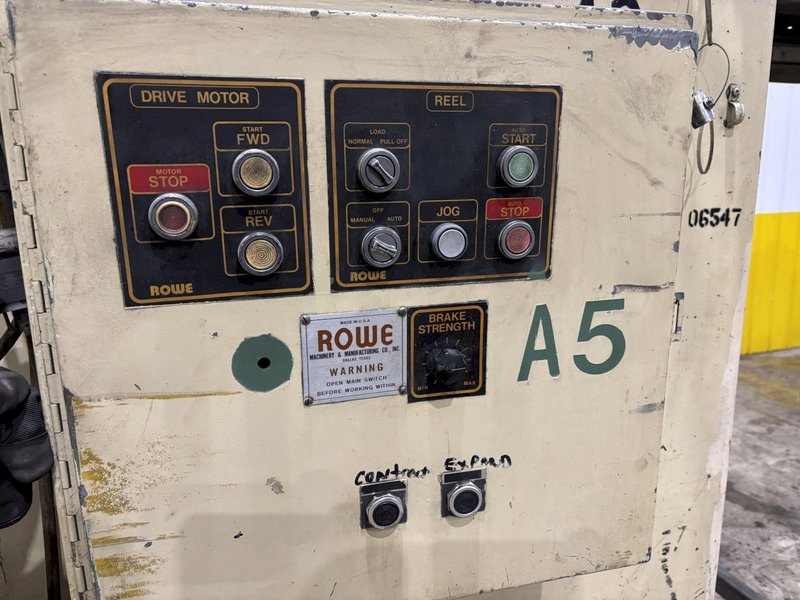 DRIVE MOTOR
START
FWD
MOTOR
STOP
START
REV
ROWE
REEL
LOAD
NORMAL PULL-OFF
AUTO
START
OFF
MANUAL AUTO
JOG
AUTO
STOP
ROWE
06547
MADE IN U.S.A.
ROWE
MACHINERY & MANUFACTURING CO., INC.
DALLAS, TEXAS
WARNING
OPEN MAIN SWITCH
BEFORE WORKING WITHIN
BRAKE
STRENGTH
MIN MAX
A5